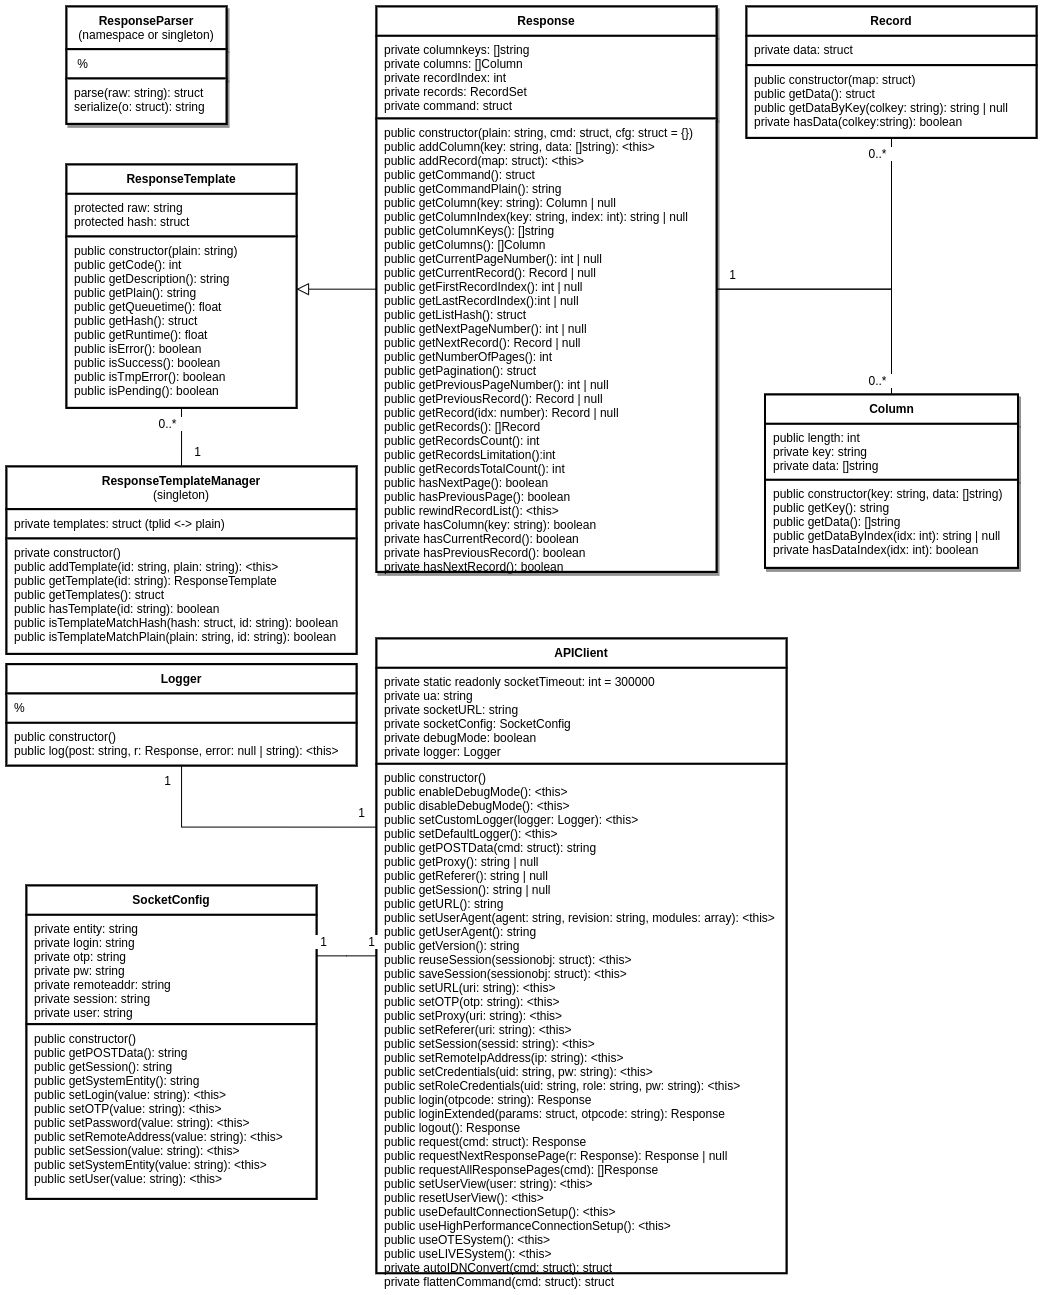 ResponseParser
(namespace or singleton)
%
parse(raw: string): struct
serialize(o: struct): string
Response
private columnkeys: []string
private columns: []Column
private recordIndex: int
private records: RecordSet
private command: struct
public constructor(plain: string, cmd: struct, cfg: struct = {})
public addColumn(key: string, data: []string): <this>
public addRecord(map: struct): <this>
public getCommand(): struct
public getCommandPlain(): string
public getColumn(key: string): Column | null
public getColumnIndex(key: string, index: int): string | null
public getColumnKeys(): []string
public getColumns(): []Column
public getCurrentPageNumber(): int | null
public getCurrentRecord(): Record | null
public getFirstRecordIndex(): int | null
public getLastRecordIndex():int | null
public getListHash(): struct
public getNextPageNumber(): int | null
public getNextRecord(): Record | null
public getNumberOfPages(): int
public getPagination(): struct
public getPreviousPageNumber(): int | null
public getPreviousRecord(): Record | null
public getRecord(idx: number): Record | null
public getRecords(): []Record
public getRecordsCount(): int
public getRecordsLimitation():int
public getRecordsTotalCount(): int
public hasNextPage(): boolean
public hasPreviousPage(): boolean
public rewindRecordList(): <this>
private hasColumn(key: string): boolean
private hasCurrentRecord(): boolean
private hasPreviousRecord(): boolean
private hasNextRecord(): boolean
Record
private data: struct
public constructor(map: struct)
public getData(): struct
public getDataByKey(colkey: string): string | null
private hasData(colkey:string): boolean
0..*
1
0..*
Column
public length: int
private key: string
private data: []string
public constructor(key: string, data: []string)
public getKey(): string
public getData(): []string
public getDataByIndex(idx: int): string | null
private hasDataIndex(idx: int): boolean
ResponseTemplate
protected raw: string
protected hash: struct
public constructor(plain: string)
public getCode(): int
public getDescription(): string
public getPlain(): string
public getQueuetime(): float
public getHash(): struct
public getRuntime(): float
public isError(): boolean
public isSuccess(): boolean
public isTmpError(): boolean
public isPending(): boolean
0..*
1
ResponseTemplateManager
(singleton)
private templates: struct (tplid <-> plain)
private constructor()
public addTemplate(id: string, plain: string): <this>
public getTemplate(id: string): ResponseTemplate
public getTemplates(): struct
public hasTemplate(id: string): boolean
public isTemplateMatchHash(hash: struct, id: string): boolean
public isTemplateMatchPlain(plain: string, id: string): boolean
Logger
%
public constructor()
public log(post: string, r: Response, error: null | string): <this>
1
1
APIClient
private static readonly socketTimeout: int = 300000
private ua: string
private socketURL: string
private socketConfig: SocketConfig
private debugMode: boolean
private logger: Logger
public constructor()
public enableDebugMode(): <this>
public disableDebugMode(): <this>
public setCustomLogger(logger: Logger): <this>
public setDefaultLogger(): <this>
public getPOSTData(cmd: struct): string
public getProxy(): string | null
public getReferer(): string | null
public getSession(): string | null
public getURL(): string
public setUserAgent(agent: string, revision: string, modules: array): <this>
public getUserAgent(): string
public getVersion(): string
public reuseSession(sessionobj: struct): <this>
public saveSession(sessionobj: struct): <this>
public setURL(uri: string): <this>
public setOTP(otp: string): <this>
public setProxy(uri: string): <this>
public setReferer(uri: string): <this>
public setSession(sessid: string): <this>
public setRemoteIpAddress(ip: string): <this>
public setCredentials(uid: string, pw: string): <this>
public setRoleCredentials(uid: string, role: string, pw: string): <this>
public login(otpcode: string): Response
public loginExtended(params: struct, otpcode: string): Response
public logout(): Response
public request(cmd: struct): Response
public requestNextResponsePage(r: Response): Response | null
public requestAllResponsePages(cmd): []Response
public setUserView(user: string): <this>
public resetUserView(): <this>
public useDefaultConnectionSetup(): <this>
public useHighPerformanceConnectionSetup(): <this>
public useOTESystem(): <this>
public useLIVESystem(): <this>
private autoIDNConvert(cmd: struct): struct
private flattenCommand(cmd: struct): struct
SocketConfig
private entity: string
private login: string
private otp: string
private pw: string
private remoteaddr: string
private session: string
private user: string
public constructor()
public getPOSTData(): string
public getSession(): string
public getSystemEntity(): string
public setLogin(value: string): <this>
public setOTP(value: string): <this>
public setPassword(value: string): <this>
public setRemoteAddress(value: string): <this>
public setSession(value: string): <this>
public setSystemEntity(value: string): <this>
public setUser(value: string): <this>
1
1